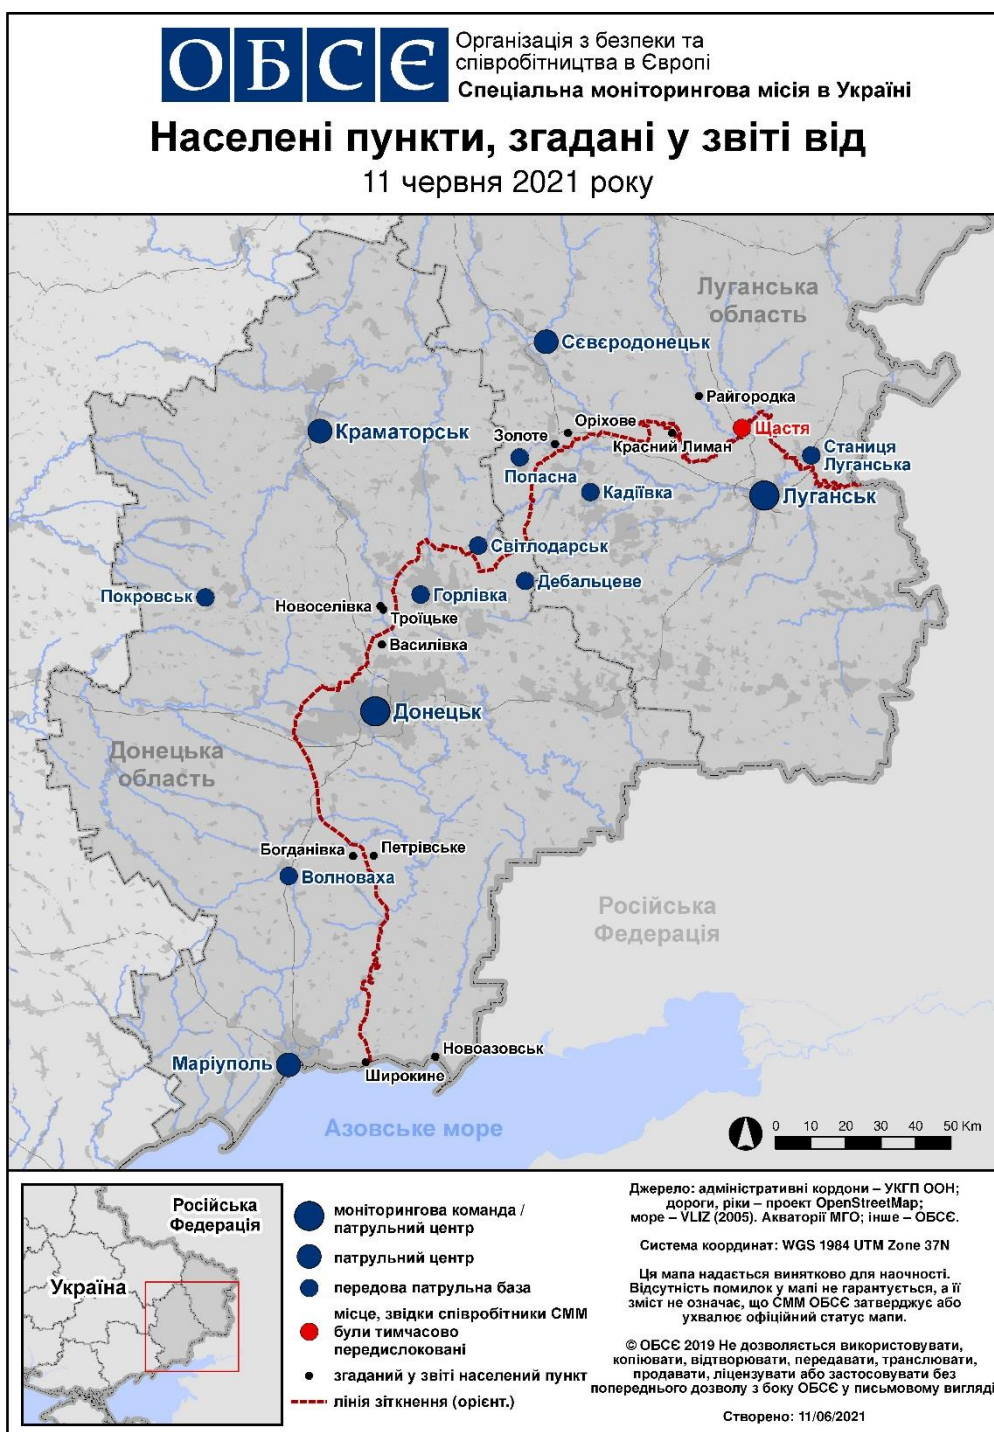 ОБСЄ
Організація з безпеки та
співробітництва в Європі
Спеціальна моніторингова місія в Україні
Населені пункти, згадані у звіті від
11 червня 2021 року
Луганська
область
Сєвєродонецьк
Райгородка
Оріхове
Щастя
Краматорськ
Золоте
Красний Лиман
Станиця
Луганська
Попасна
Кадіївка
Луганськ
Світлодарськ
Дебальцеве
Покровськ
Горлівка
Новоселівка
Троїцьке
Василівка
Донецьк
Донецька
область
Богданівка
Петрівське
Волноваха
Російська
Федерація
Новоазовськ
Маріуполь
Широкине
Азовське море
0 10 20 30 40 50 Km
Російська
Федерація
Україна
моніторингова команда /
патрульний центр
патрульний центр
передова патрульна база
місце, звідки співробітники СММ
були тимчасово
передислоковані
згаданий у звіті населений пункт
лінія зіткнення (орієнт.)
Джерело: адміністративні кордони – УКГП ООН;
дороги, ріки – проект OpenStreetMap;
море – VLIZ (2005). Акваторії МГО; інше – ОБСЄ.
Система координат: WGS 1984 UTM Zone 37N
Ця мапа надається винятково для наочності.
Відсутність помилок у мапі не гарантується, а її
зміст не означає, що СММ ОБСЄ затверджує або
ухвалює офіційний статус мапи.
© ОБСЄ 2019 Не дозволяється використовувати,
копіювати, відтворювати, передавати, транслювати,
продавати, ліцензувати або застосовувати без
попереднього дозволу з боку ОБСЄ у письмовому вигляді
Створено: 11/06/2021